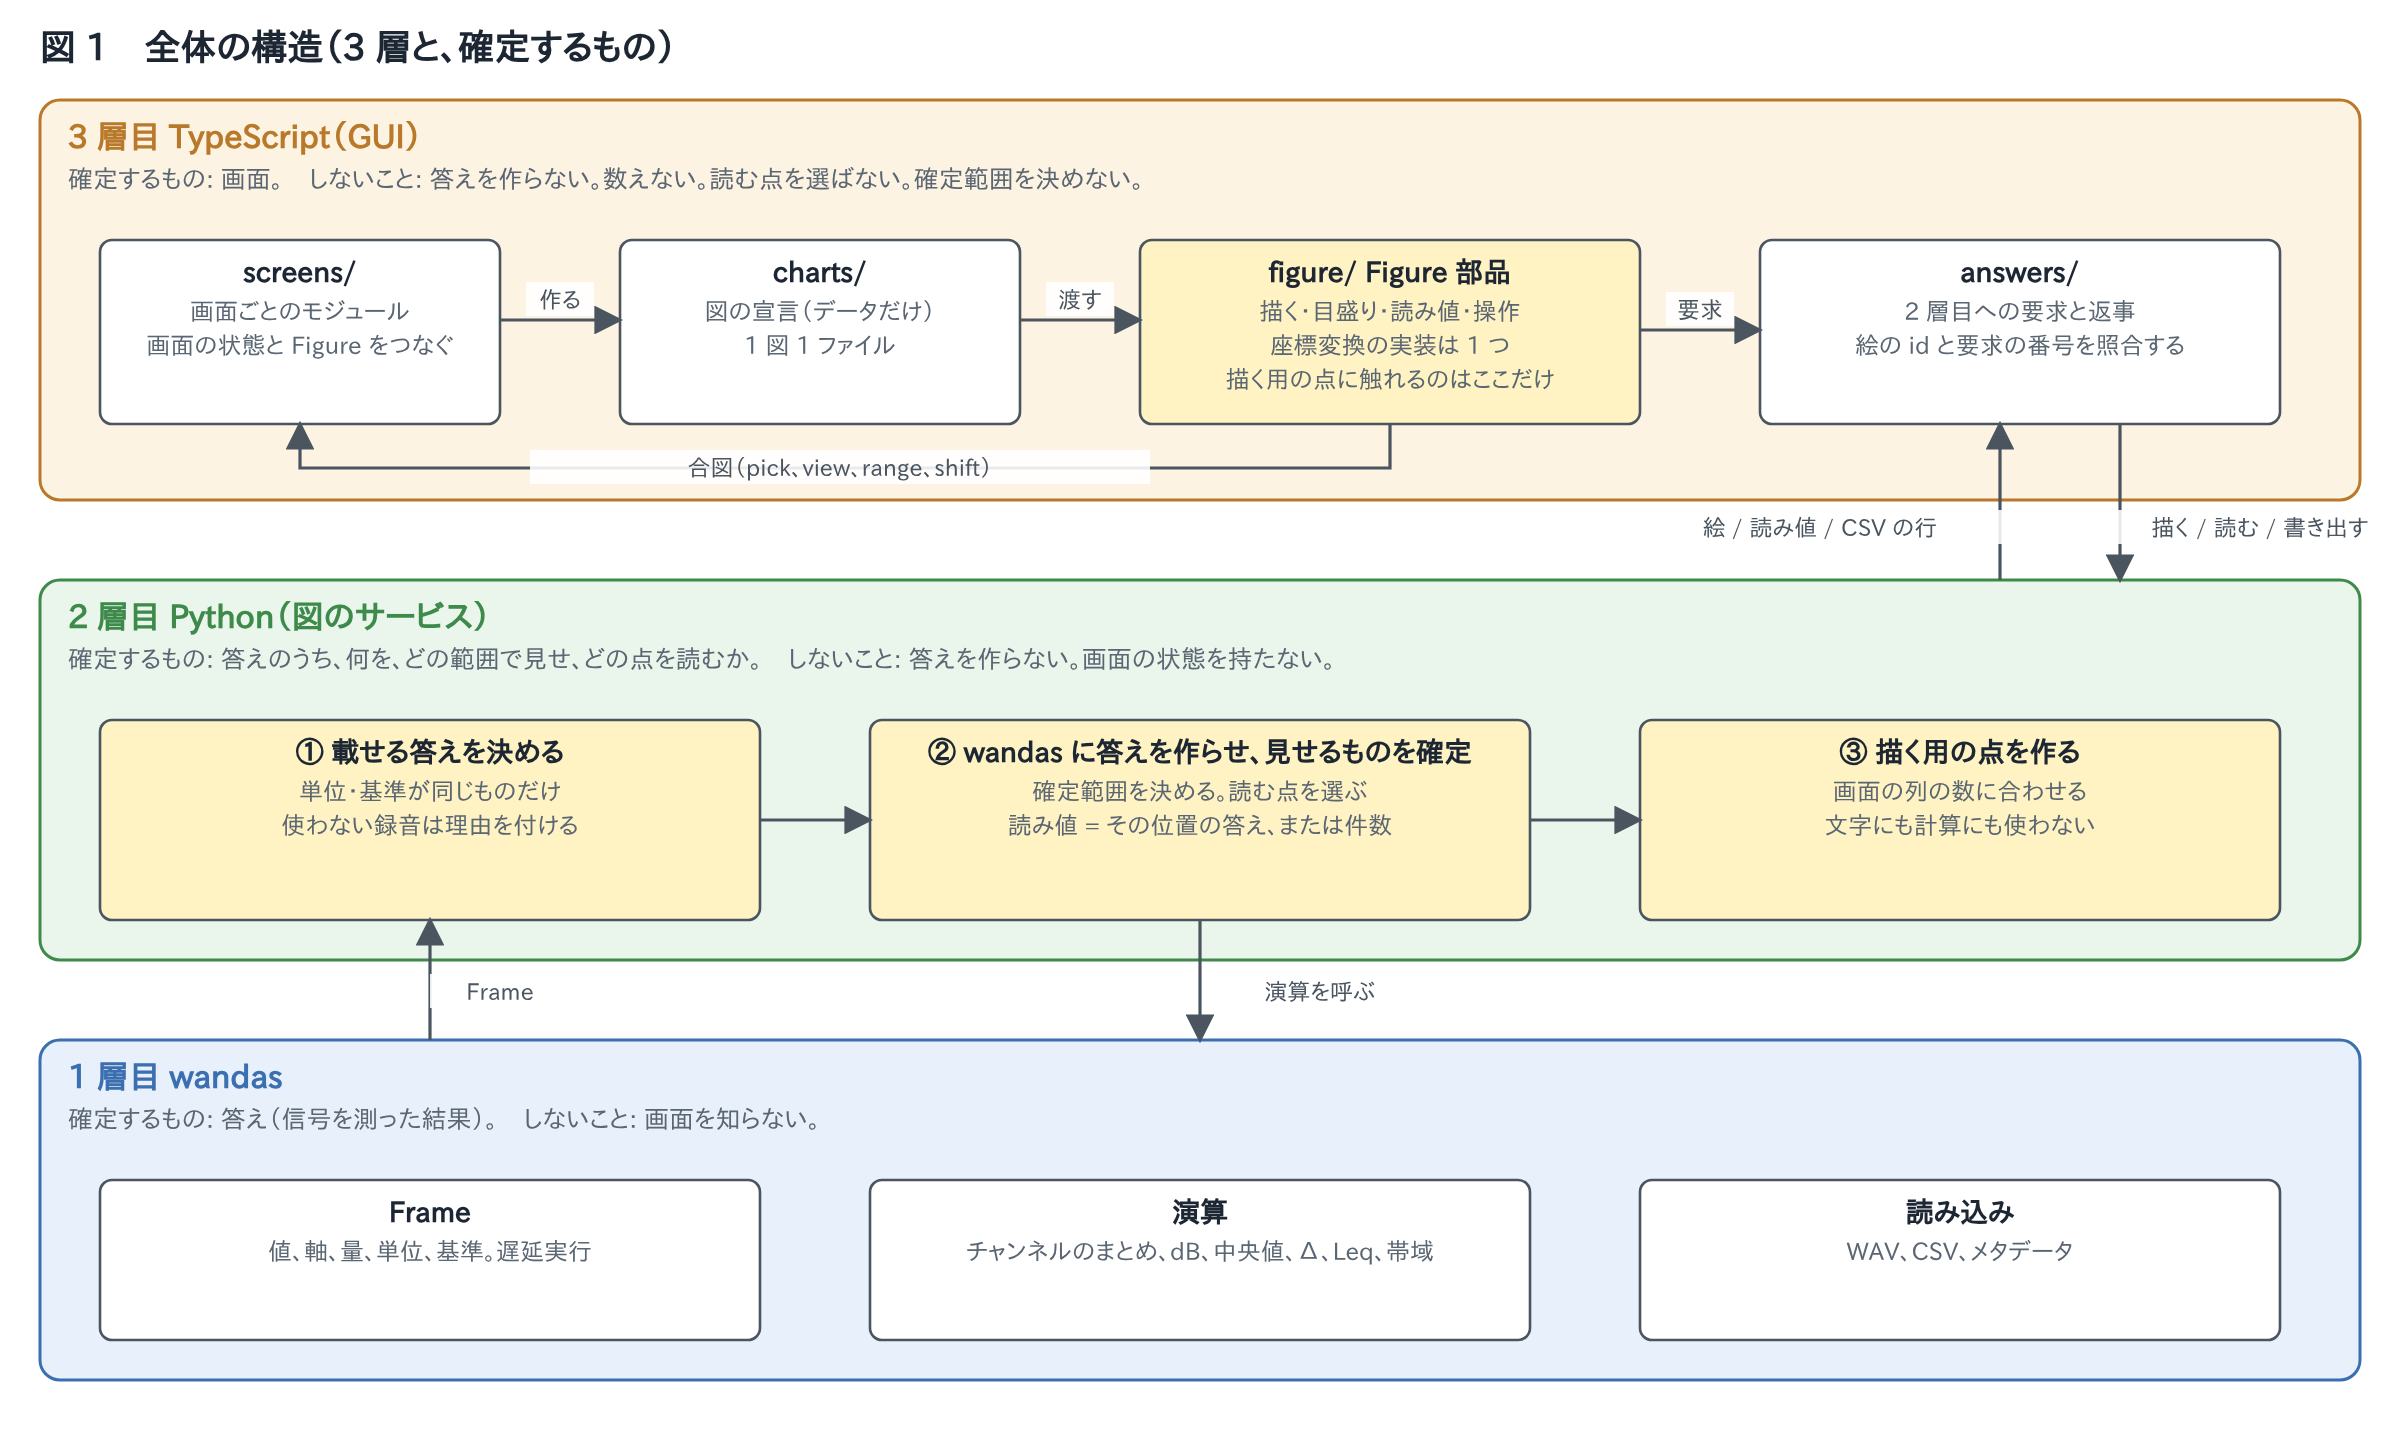 図 1　全体の構造（3 層と、確定するもの）
3 層目 TypeScript（GUI）
確定するもの: 画面。　しないこと: 答えを作らない。数えない。読む点を選ばない。確定範囲を決めない。
screens/
画面ごとのモジュール
画面の状態と Figure をつなぐ
作る
charts/
図の宣言（データだけ）
1 図 1 ファイル
渡す
figure/ Figure 部品
描く・目盛り・読み値・操作
座標変換の実装は 1 つ
描く用の点に触れるのはここだけ
要求
answers/
2 層目への要求と返事
絵の id と要求の番号を照合する
合図（pick、view、range、shift）
絵 / 読み値 / CSV の行
描く / 読む / 書き出す
2 層目 Python（図のサービス）
確定するもの: 答えのうち、何を、どの範囲で見せ、どの点を読むか。　しないこと: 答えを作らない。画面の状態を持たない。
① 載せる答えを決める
単位・基準が同じものだけ
使わない録音は理由を付ける
② wandas に答えを作らせ、見せるものを確定
確定範囲を決める。読む点を選ぶ
読み値 = その位置の答え、または件数
③ 描く用の点を作る
画面の列の数に合わせる
文字にも計算にも使わない
Frame
演算を呼ぶ
1 層目 wandas
確定するもの: 答え（信号を測った結果）。　しないこと: 画面を知らない。
Frame
値、軸、量、単位、基準。遅延実行
演算
チャンネルのまとめ、dB、中央値、Δ、Leq、帯域
読み込み
WAV、CSV、メタデータ